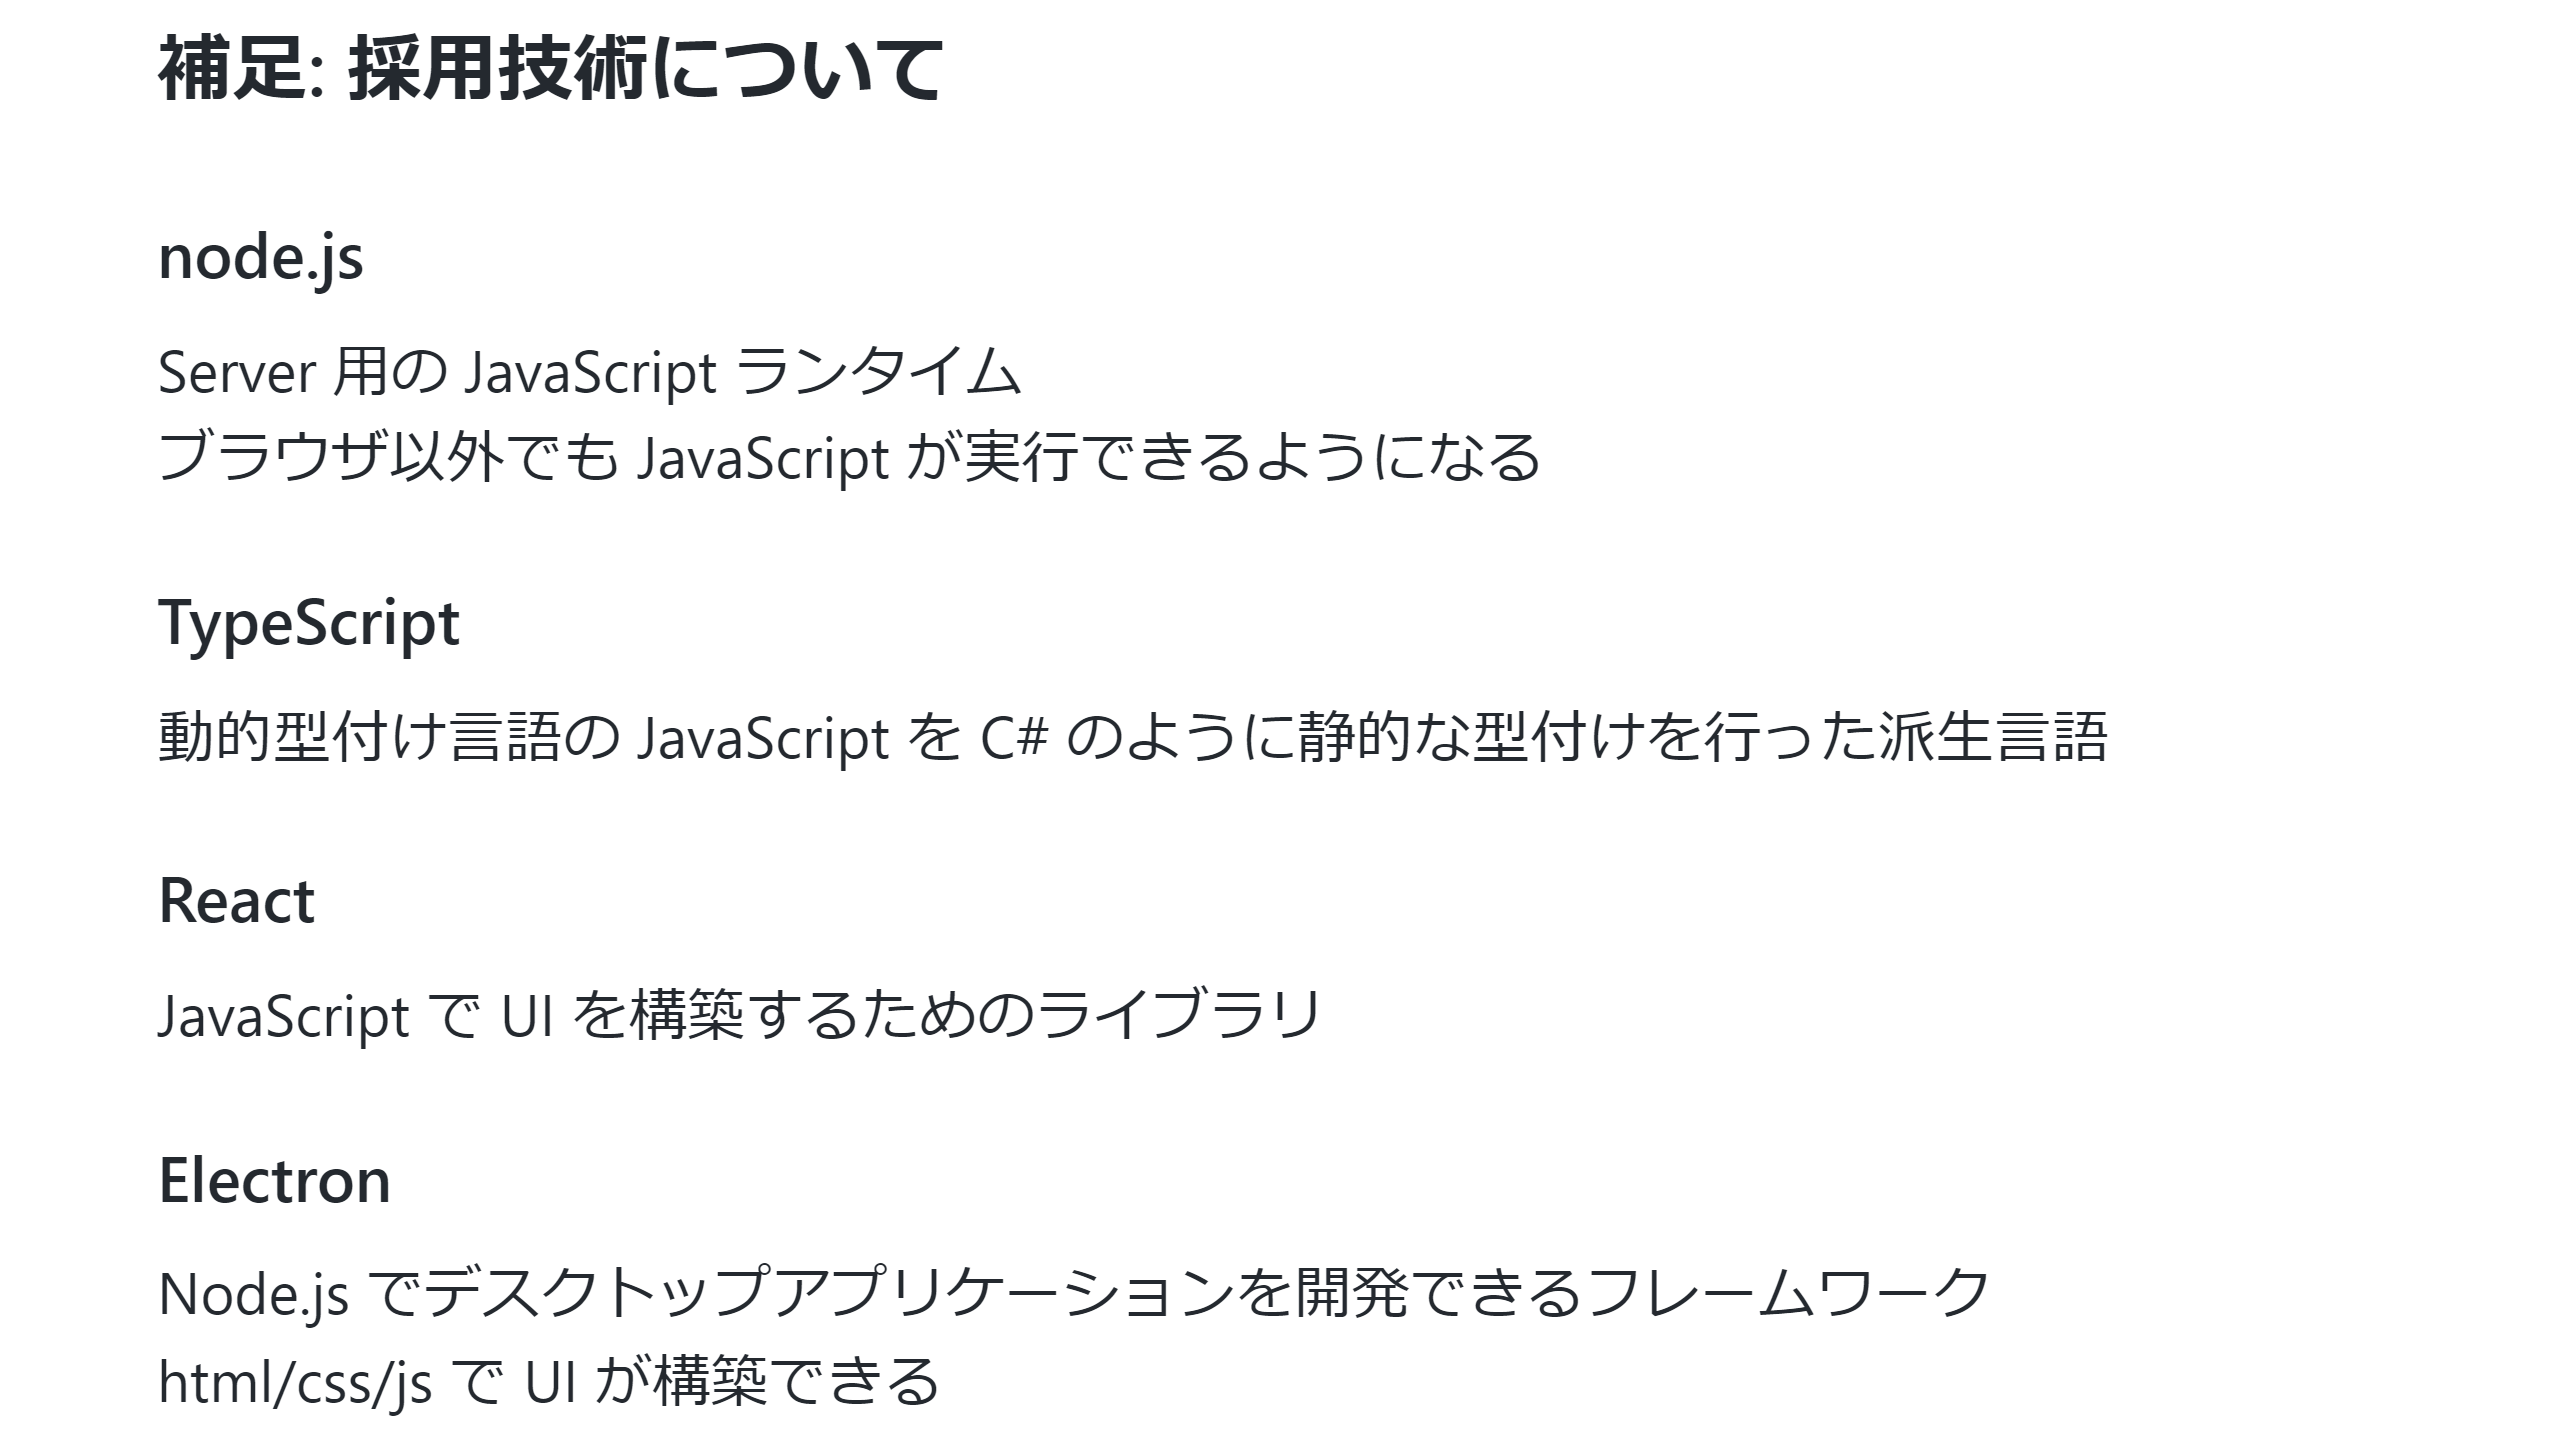 補足: 採用技術について
node.js
Server 用の JavaScript ランタイム
ブラウザ以外でも JavaScript が実行できるようになる
TypeScript
動的型付け言語の JavaScript を C# のように静的な型付けを行った派生言語
React
JavaScript で UI を構築するためのライブラリ
Electron
Node.js でデスクトップアプリケーションを開発できるフレームワーク
html/css/js で UI が構築できる